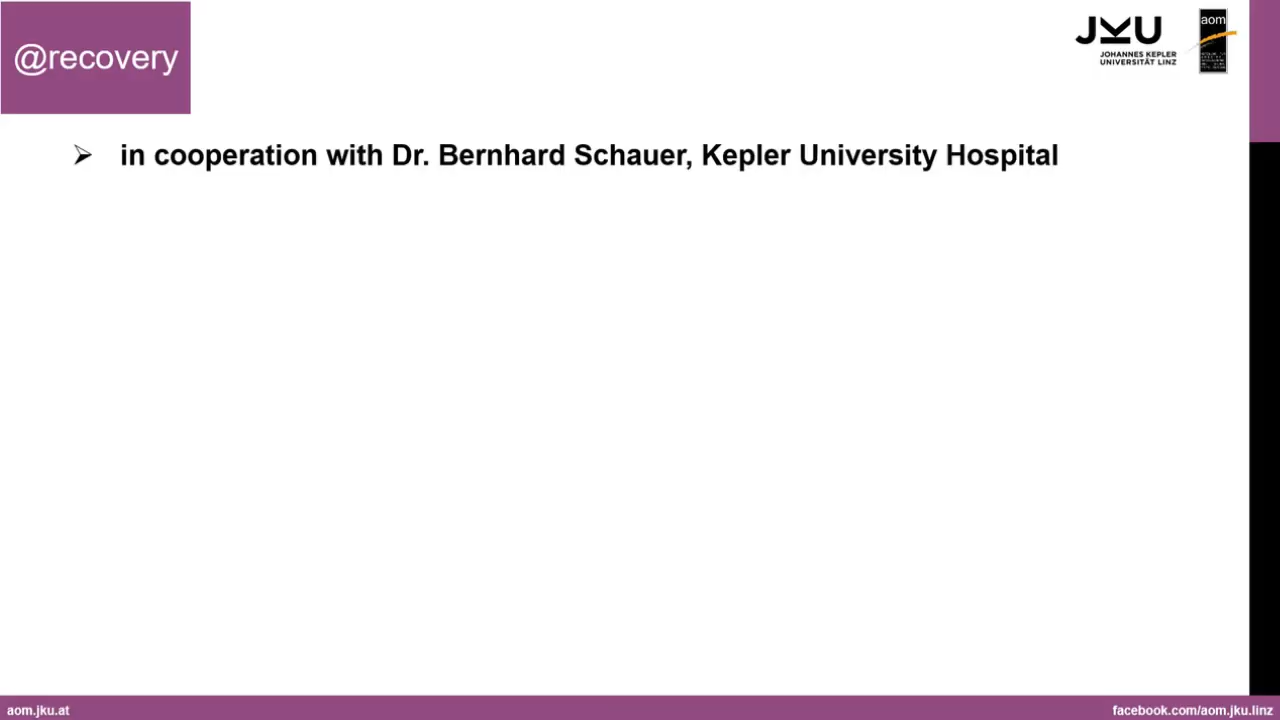 @recovery
JKU
JOHANNES KEPLER
UNIVERSITÄT LINZ
aom
in cooperation with Dr. Bernhard Schauer, Kepler University Hospital
aom.jku.at
facebook.com/aom.jku.linz